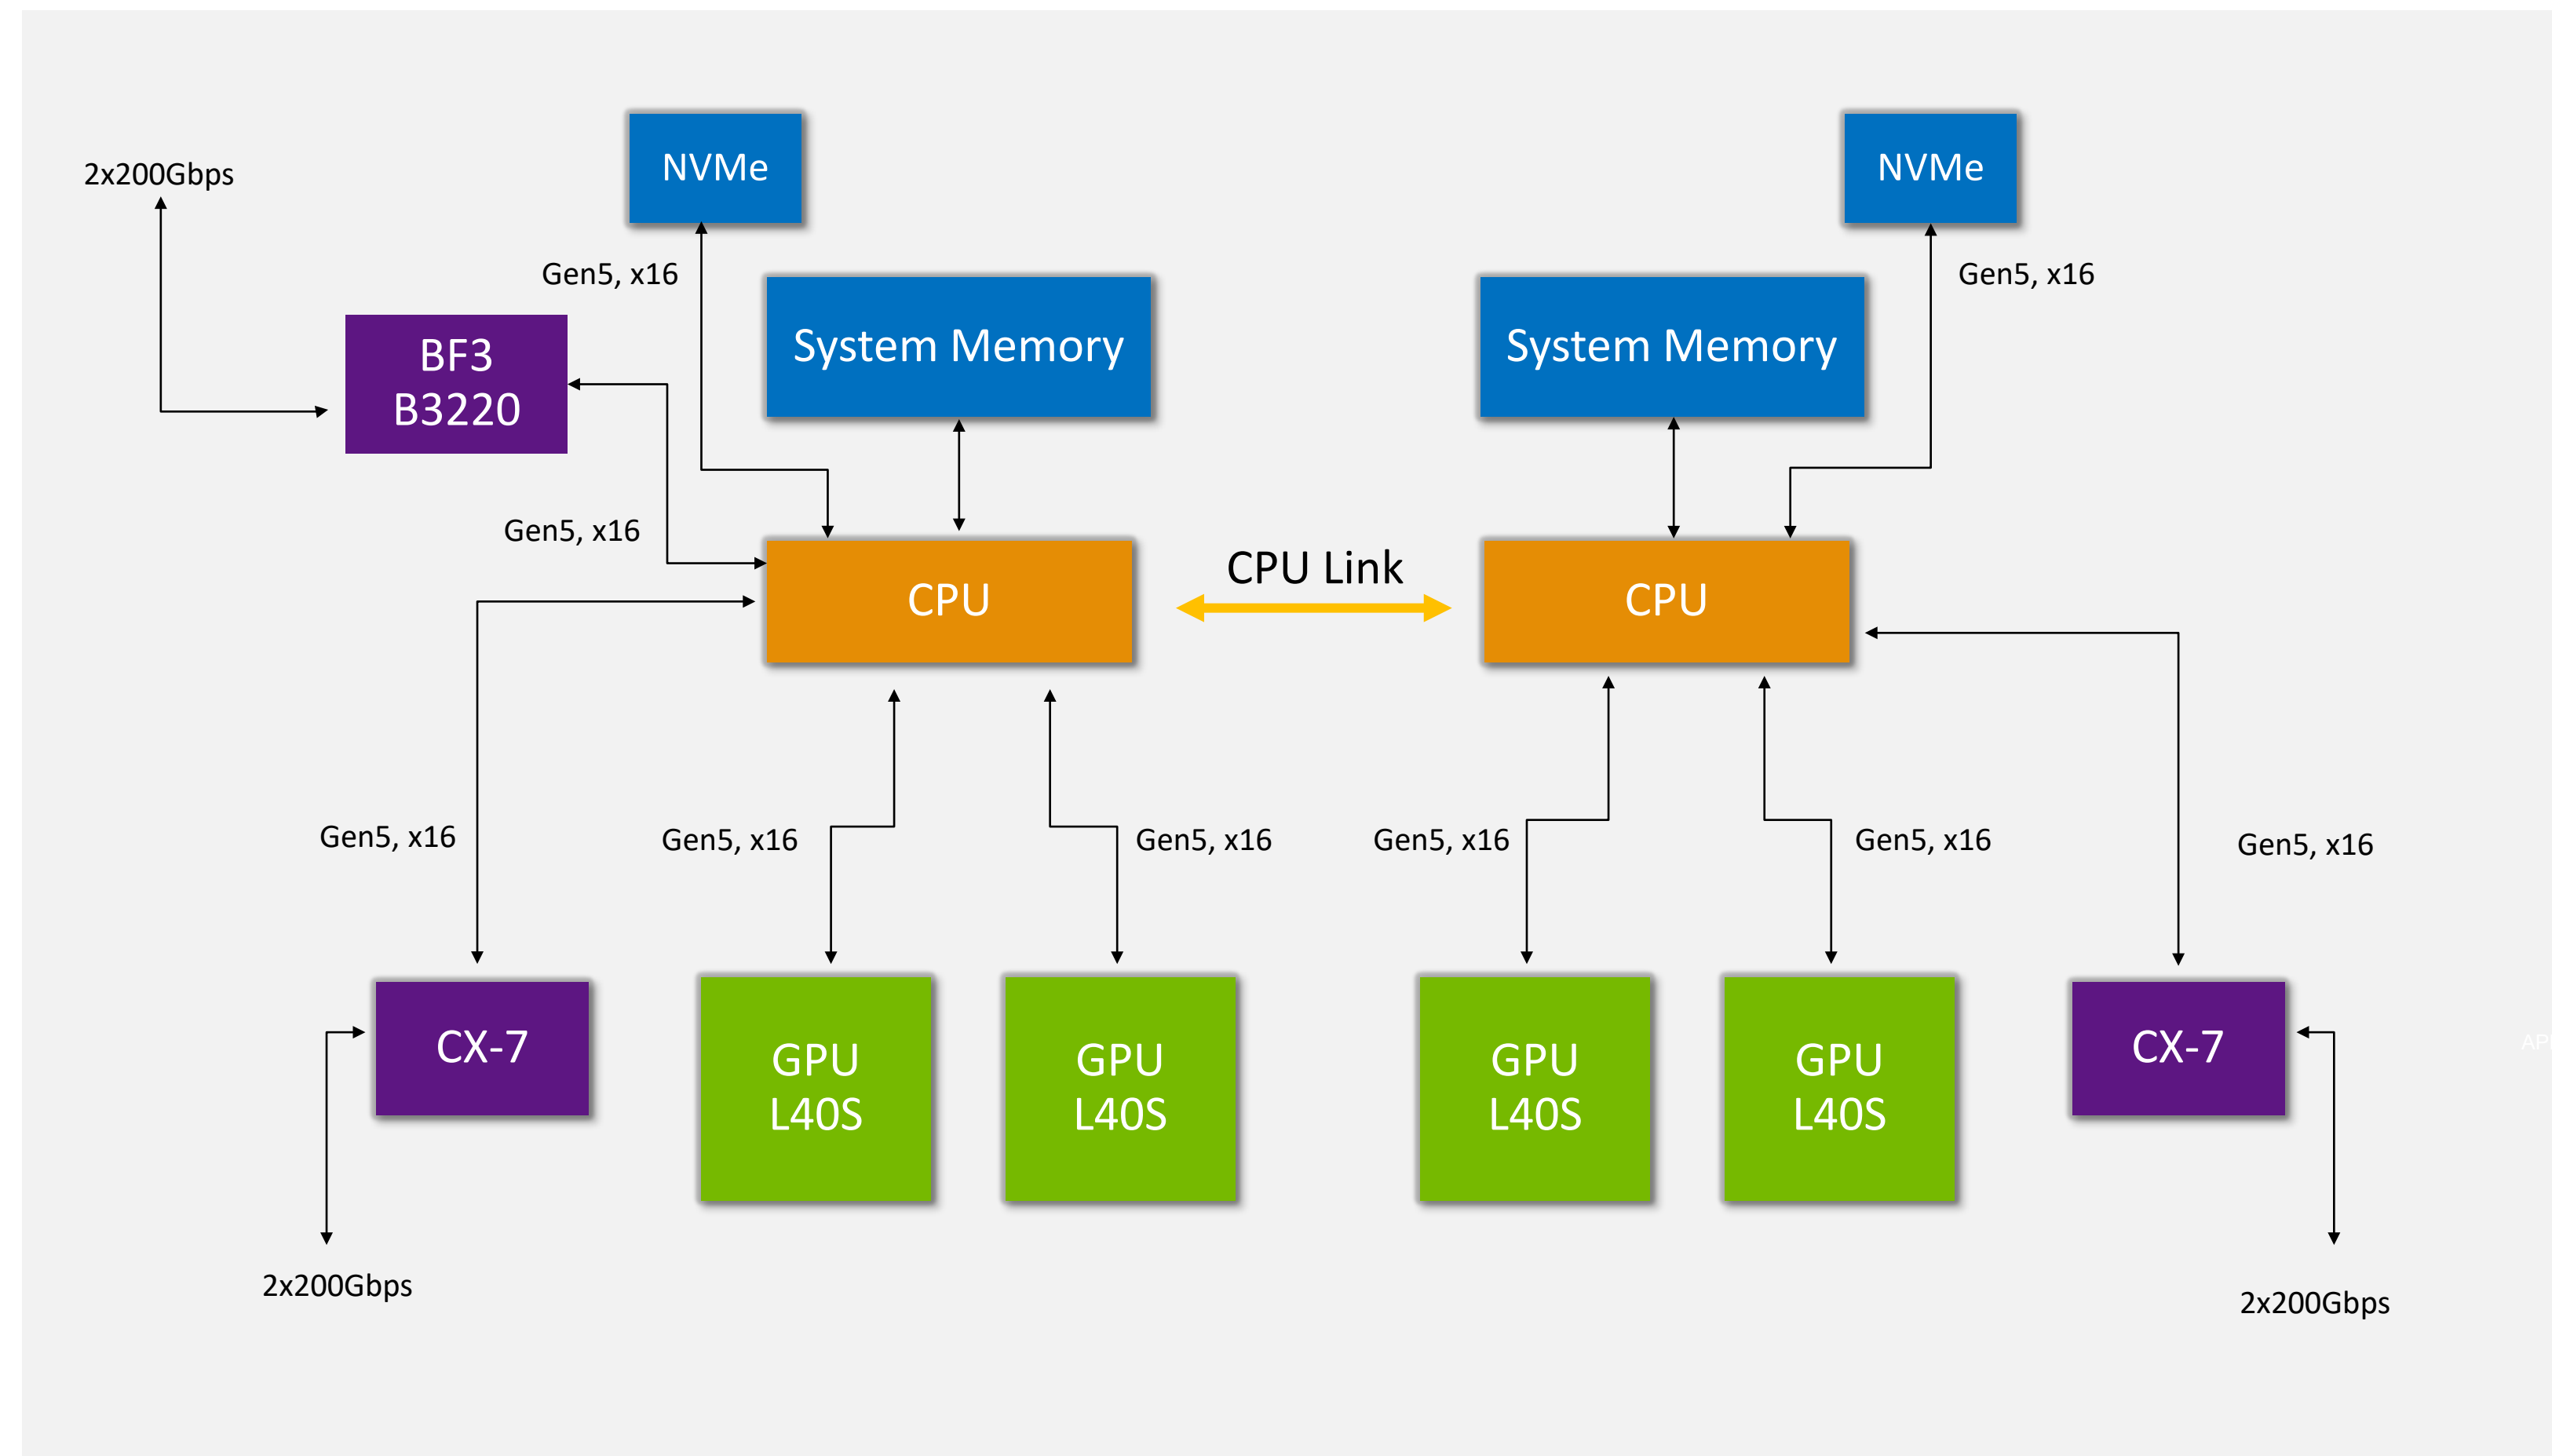 NVMe
NVMe
2x200Gbps
Gen5, x16
Gen5, x16
BF3
B3220
System Memory
System Memory
Gen5, x16
CPU
CPU Link
CPU
Gen5, x16
Gen5, x16
Gen5, x16
Gen5, x16
Gen5, x16
Gen5, x16
CX-7
GPU
L40S
GPU
L40S
GPU
L40S
GPU
L40S
CX-7
2x200Gbps
2x200Gbps